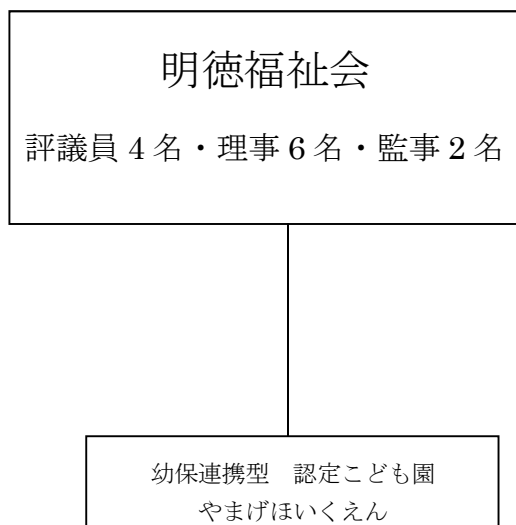 明徳福祉会
評議員 4 名・理事 6 名・監事 2 名
幼保連携型　認定こども園
やまげほいくえん